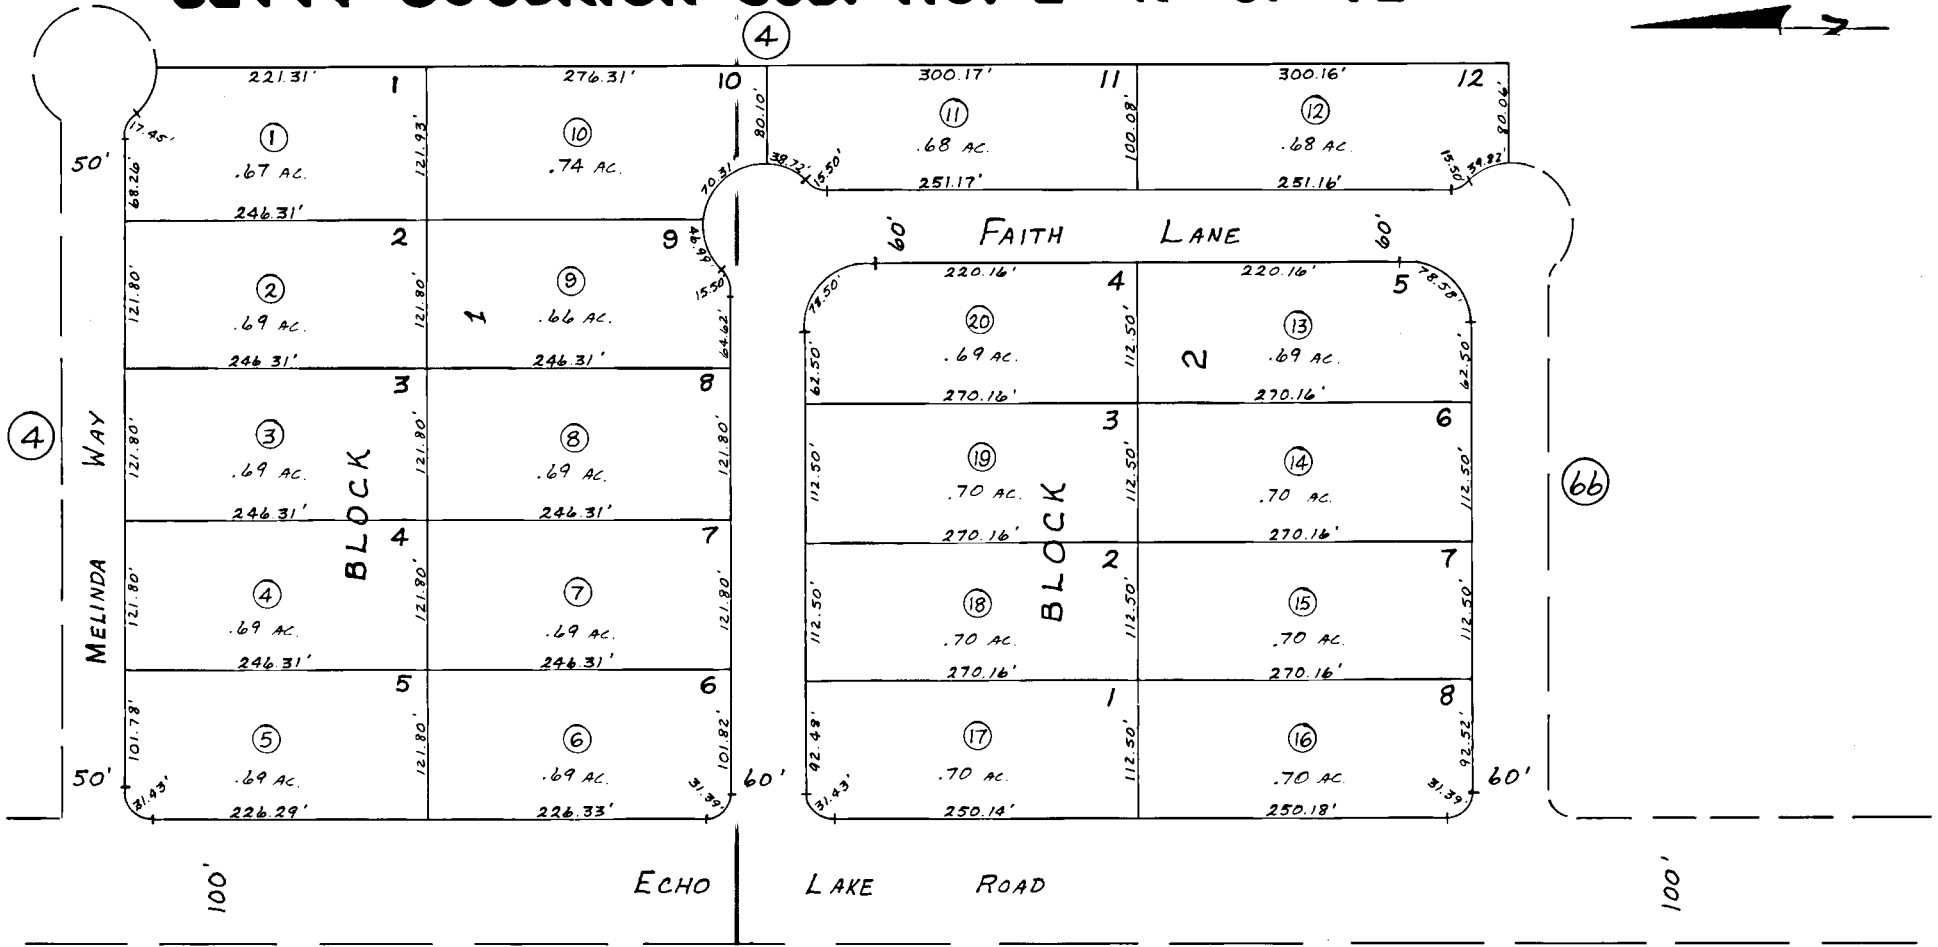 4
221.31' 1 276.31' 10 300.17' 11 300.16' 12
17.45' 1 121.93' 10 80.10' 11 100.08' 12 80.06'
50' .67 AC. .74 AC. .68 AC. .68 AC.
68.26' 70.31 38.72' 15.50' 251.17' 251.16' 15.50' 39.82'
246.31'
2 9 46.99' 60' FAITH LANE 60'
121.80' 2 121.80' 1 9 15.50' 78.50' 220.16' 4 220.16' 5 78.58'
.69 AC. .66 AC. 64.62' 20 112.50' 2 13
246.31' 246.31' 62.50' .69 AC. .69 AC. 62.50'
3 8 270.16' 270.16'
4 WAY 121.80' 3 121.80' 8 121.80' 3 6
.69 AC. .69 AC. 112.50' 19 112.50' 14 112.50' 66
246.31' BLOCK 246.31' .70 AC. BLOCK .70 AC.
4 7 270.16' 270.16'
2 7
MELINDA 121.80' 4 121.80' 7 121.80' 112.50' 18 112.50' 15 112.50'
.69 AC. .69 AC. .70 AC. .70 AC.
246.31' 246.31' 270.16' 270.16'
5 6 1 8
101.78' 5 121.80' 6 101.82' 92.48' 17 112.50' 16 92.52'
50' .69 AC. .69 AC. 60' .70 AC. .70 AC. 60'
31.43' 226.29' 226.33' 31.39' 31.43' 250.14' 250.18' 31.39'
100' ECHO LAKE ROAD 100'